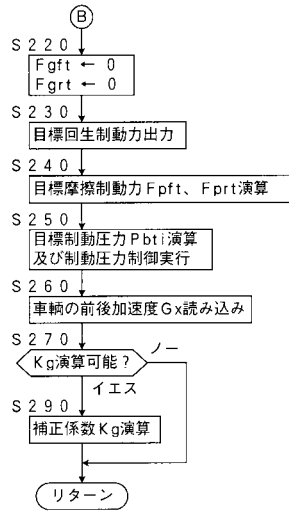 B
S220
Fgft ← 0
Fgrt ← 0
S230
目標回生制動力出力
S240
目標摩擦制動力Fpft、Fprt演算
S250
目標制動圧力Pbti演算
及び制動圧力制御実行
S260
車輌の前後加速度Gx読み込み
S270
Kg演算可能?
ノー
イエス
S290
補正係数Kg演算
リターン